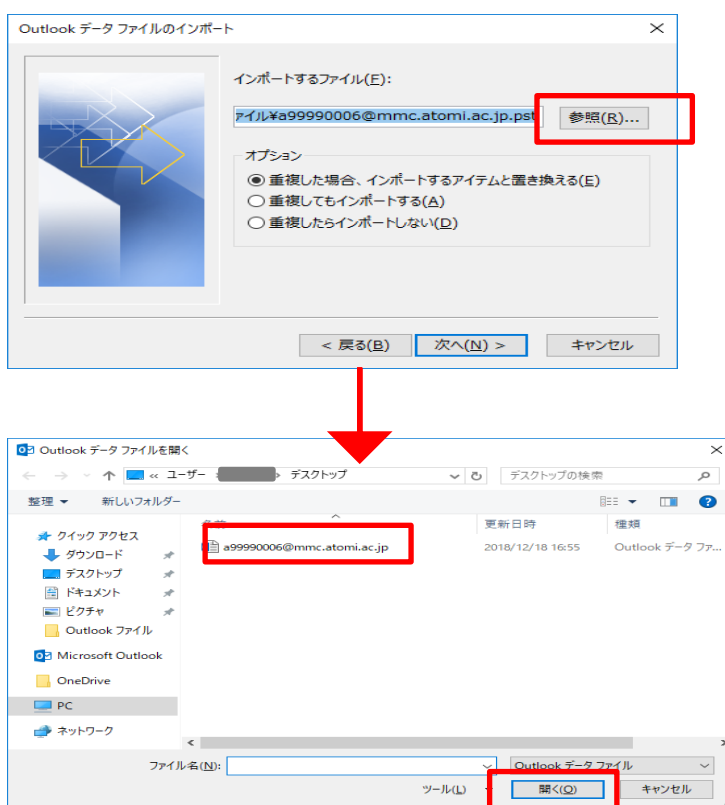 Outlook データ ファイルのインポート
インポートするファイル(F):
ァイル¥a99990006@mmc.atomi.ac.jp.pst
参照(R)...
オプション
重複した場合、インポートするアイテムと置き換える(E)
重複してもインポートする(A)
重複したらインポートしない(D)
< 戻る(B)
次へ(N) >
キャンセル
Outlook データ ファイルを開く
« ユーザー › › デスクトップ
デスクトップの検索
整理
新しいフォルダー
名前
更新日時
種類
クイック アクセス
a99990006@mmc.atomi.ac.jp
2018/12/18 16:55
Outlook データ ファ...
ダウンロード
デスクトップ
ドキュメント
ピクチャ
Outlook ファイル
Microsoft Outlook
OneDrive
PC
ネットワーク
ファイル名(N):
Outlook データ ファイル
ツール(L)
開く(O)
キャンセル